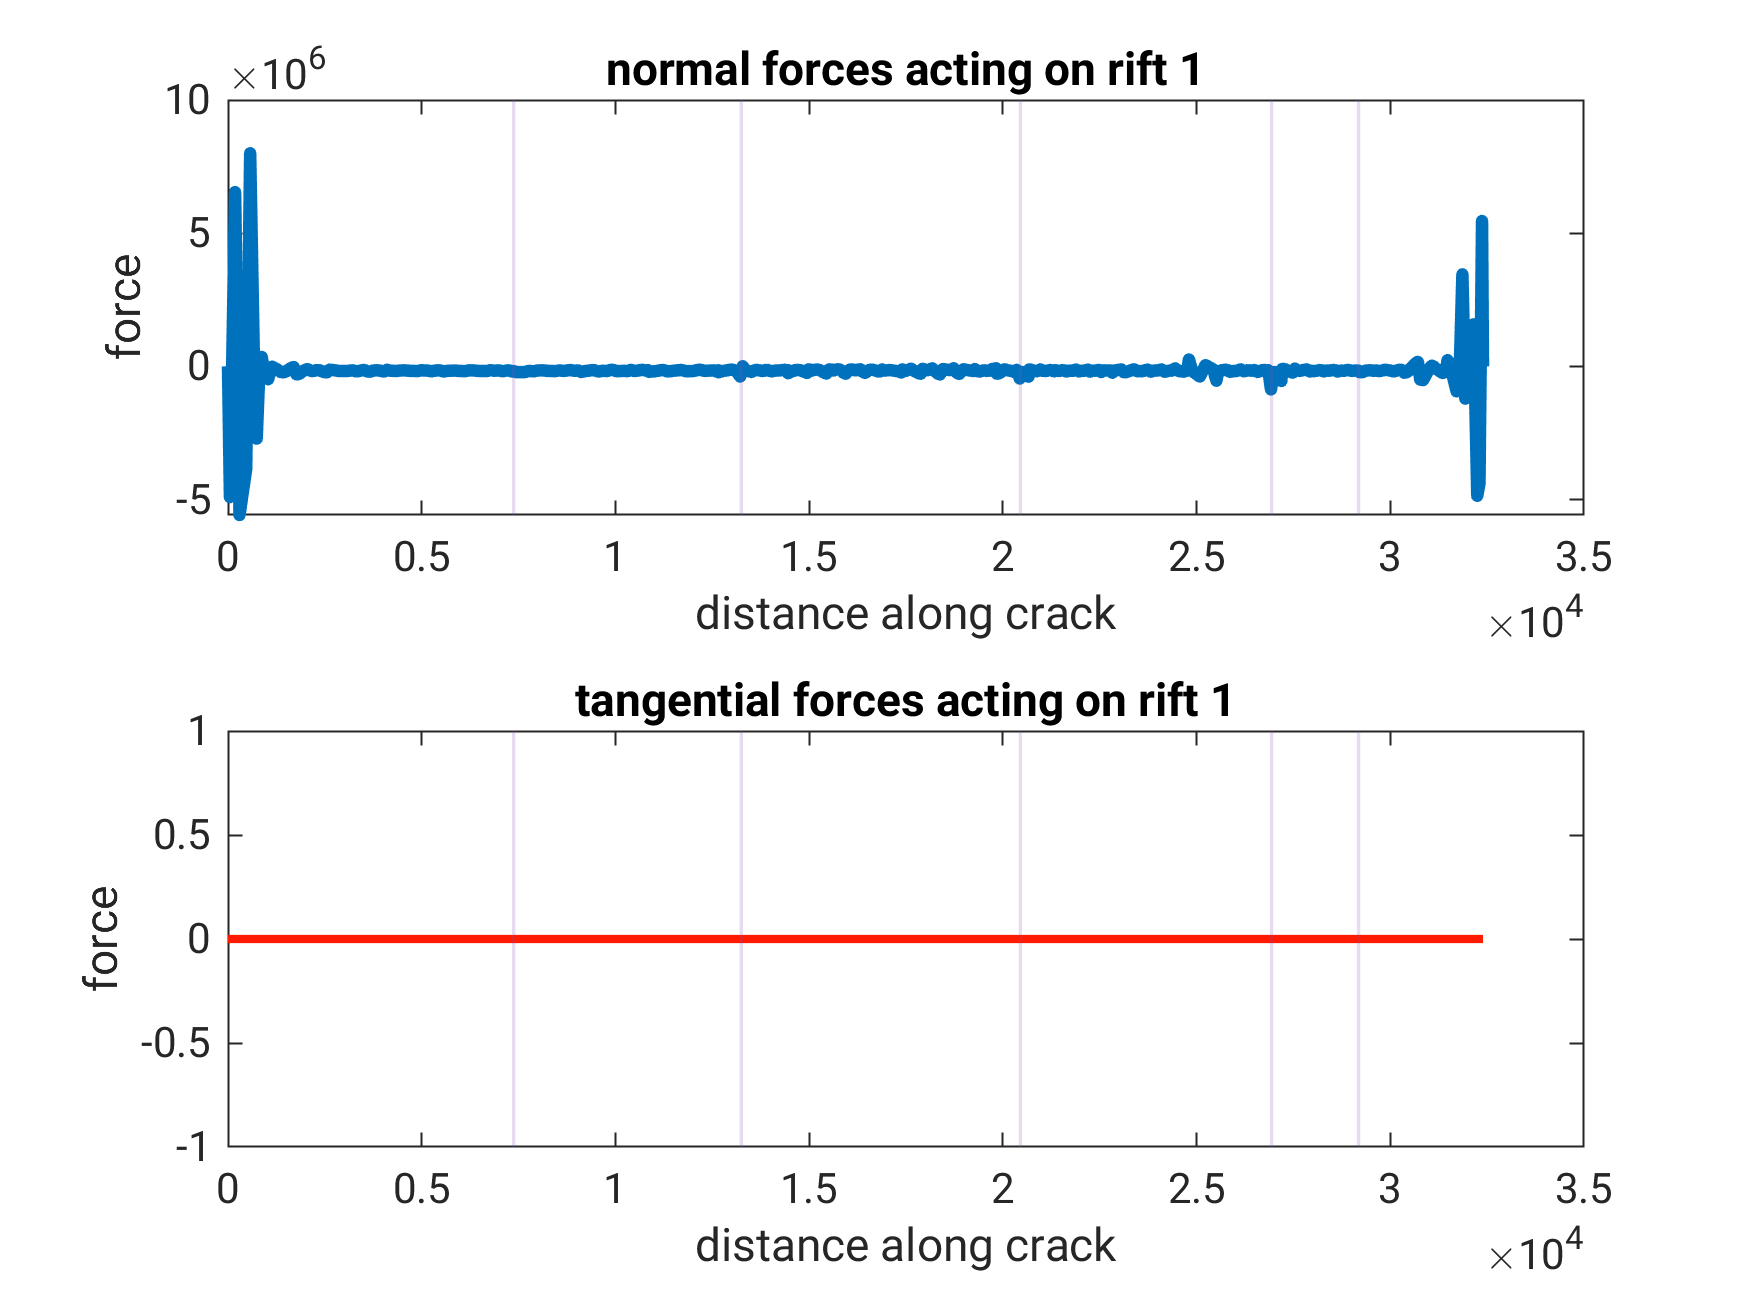 ×10^6
normal forces acting on rift 1
10
5
0
-5
force
0 0.5 1 1.5 2 2.5 3 3.5
distance along crack
×10^4
tangential forces acting on rift 1
1
0.5
0
-0.5
-1
force
0 0.5 1 1.5 2 2.5 3 3.5
distance along crack
×10^4